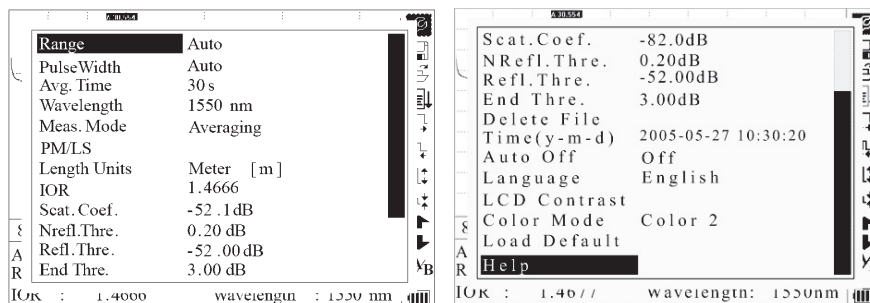 A 30.554
Range Auto
PulseWidth Auto
Avg. Time 30 s
Wavelength 1550 nm
Meas. Mode Averaging
PM/LS
Length Units Meter [m]
IOR 1.4666
Scat. Coef. -52 .1dB
Nrefl.Thre. 0.20 dB
Refl.Thre. -52 .00 dB
End Thre. 3.00 dB
A
R
IOR : 1.4666 Wavelength : 1550 nm
A 30.554
Scat.Coef. -82.0dB
NRefl.Thre. 0.20dB
Refl.Thre. -52.00dB
End Thre. 3.00dB
Delete File
Time(y-m-d) 2005-05-27 10:30:20
Auto Off Off
Language English
LCD Contrast
Color Mode Color 2
Load Default
Help
A
R
IOR : 1.4677 Wavelength: 1550nm